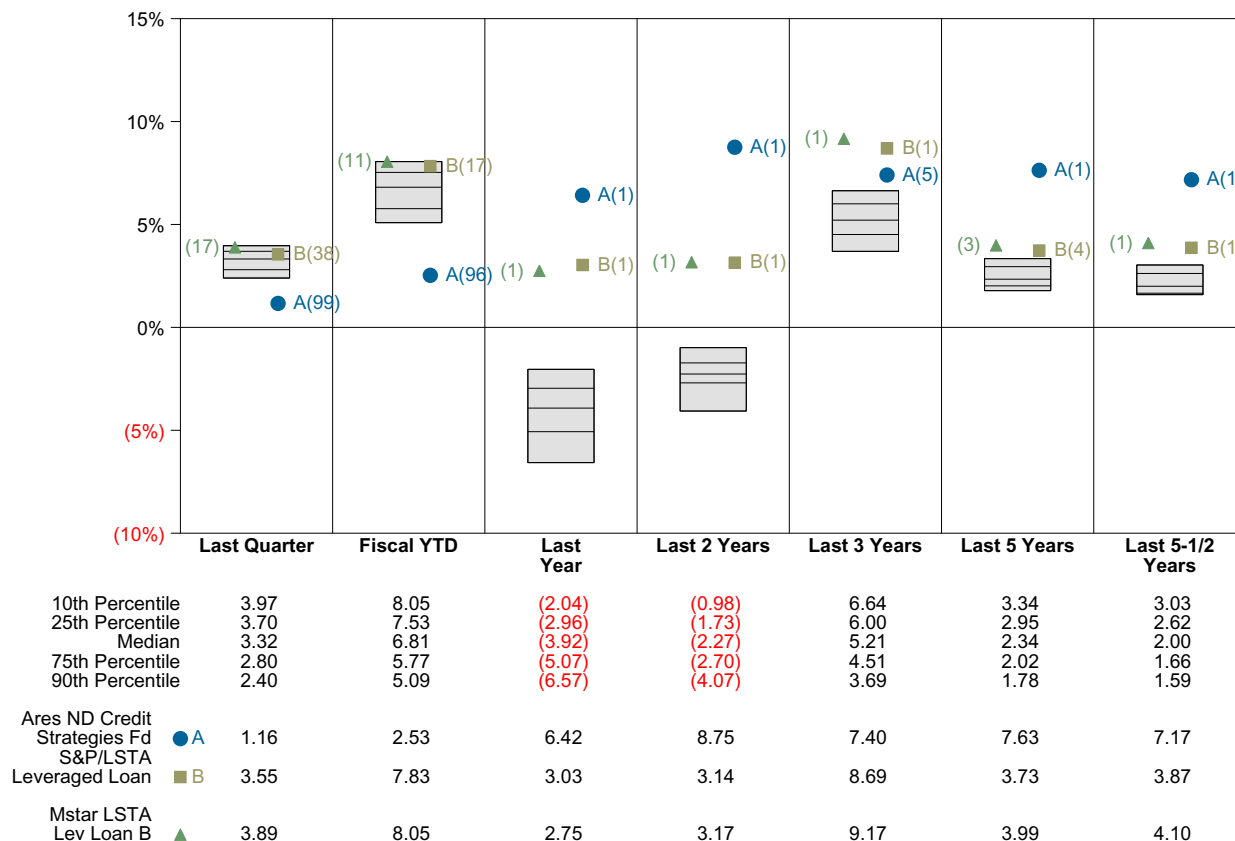 15%
10%
5%
0%
(5%)
(10%)
(17) B(38) A(99)
(11) B(17) A(96)
A(1) B(1) (1)
A(1) B(1) (1)
(1) B(1) A(5)
A(1) (3) B(4)
A(1 (1) B(1
Last Quarter Fiscal YTD Last Year Last 2 Years Last 3 Years Last 5 Years Last 5-1/2 Years
10th Percentile 3.97 8.05 (2.04) (0.98) 6.64 3.34 3.03
25th Percentile 3.70 7.53 (2.96) (1.73) 6.00 2.95 2.62
Median 3.32 6.81 (3.92) (2.27) 5.21 2.34 2.00
75th Percentile 2.80 5.77 (5.07) (2.70) 4.51 2.02 1.66
90th Percentile 2.40 5.09 (6.57) (4.07) 3.69 1.78 1.59
Ares ND Credit
Strategies Fd A 1.16 2.53 6.42 8.75 7.40 7.63 7.17
S&P/LSTA
Leveraged Loan B 3.55 7.83 3.03 3.14 8.69 3.73 3.87
Mstar LSTA
Lev Loan B 3.89 8.05 2.75 3.17 9.17 3.99 4.10